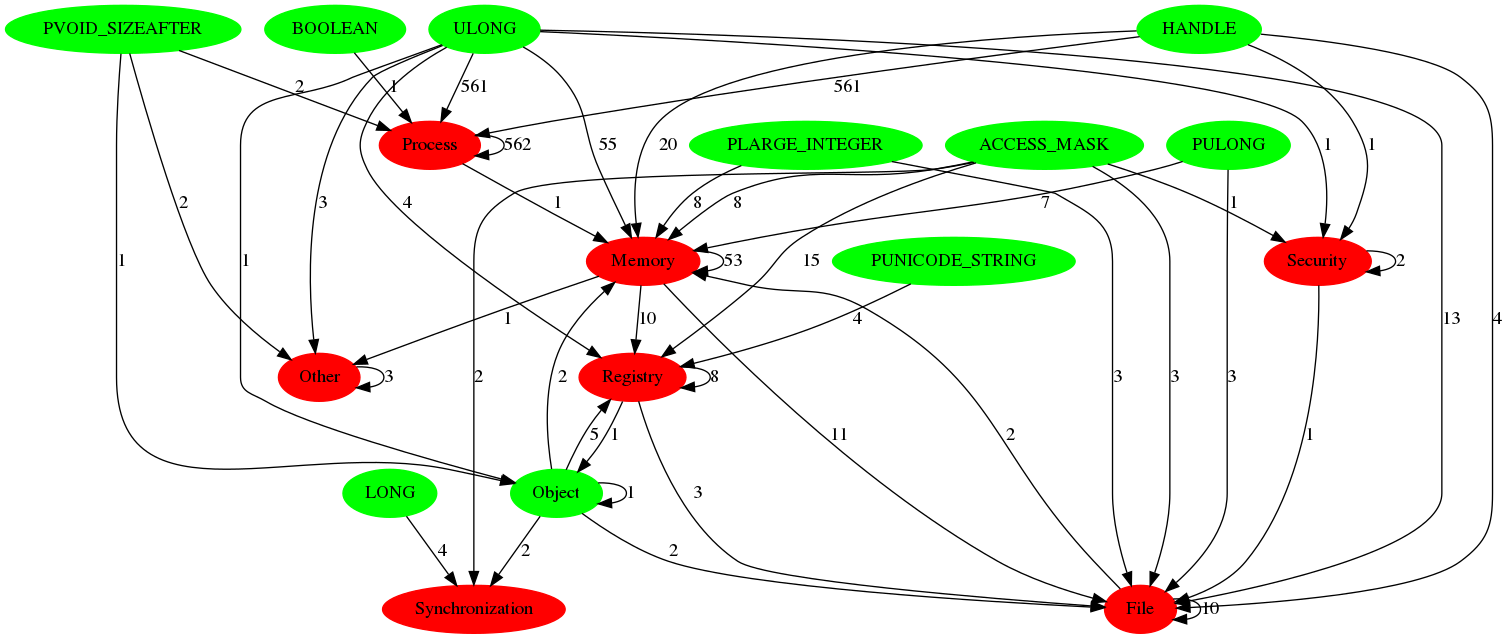 PVOID_SIZEAFTER BOOLEAN ULONG HANDLE
2 1 561 561
Process 562 55 20 PLARGE_INTEGER ACCESS_MASK PULONG 1 1
2 3 4 1 8 8 7 1
1 1 Memory 53 15 PUNICODE_STRING Security 2
1 10 4 13 4
Other 3 2 Registry 8 3 3 3
5 1 11 2 1
LONG Object 1 3
4 2 2
Synchronization File 10